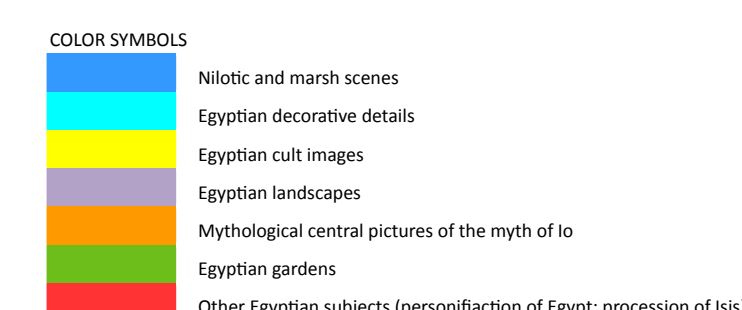 COLOR SYMBOLS
Nilotic and marsh scenes
Egyptian decorative details
Egyptian cult images
Egyptian landscapes
Mythological central pictures of the myth of Io
Egyptian gardens
Other Egyptian subjects (personifiaction of Egypt; procession of Isis)